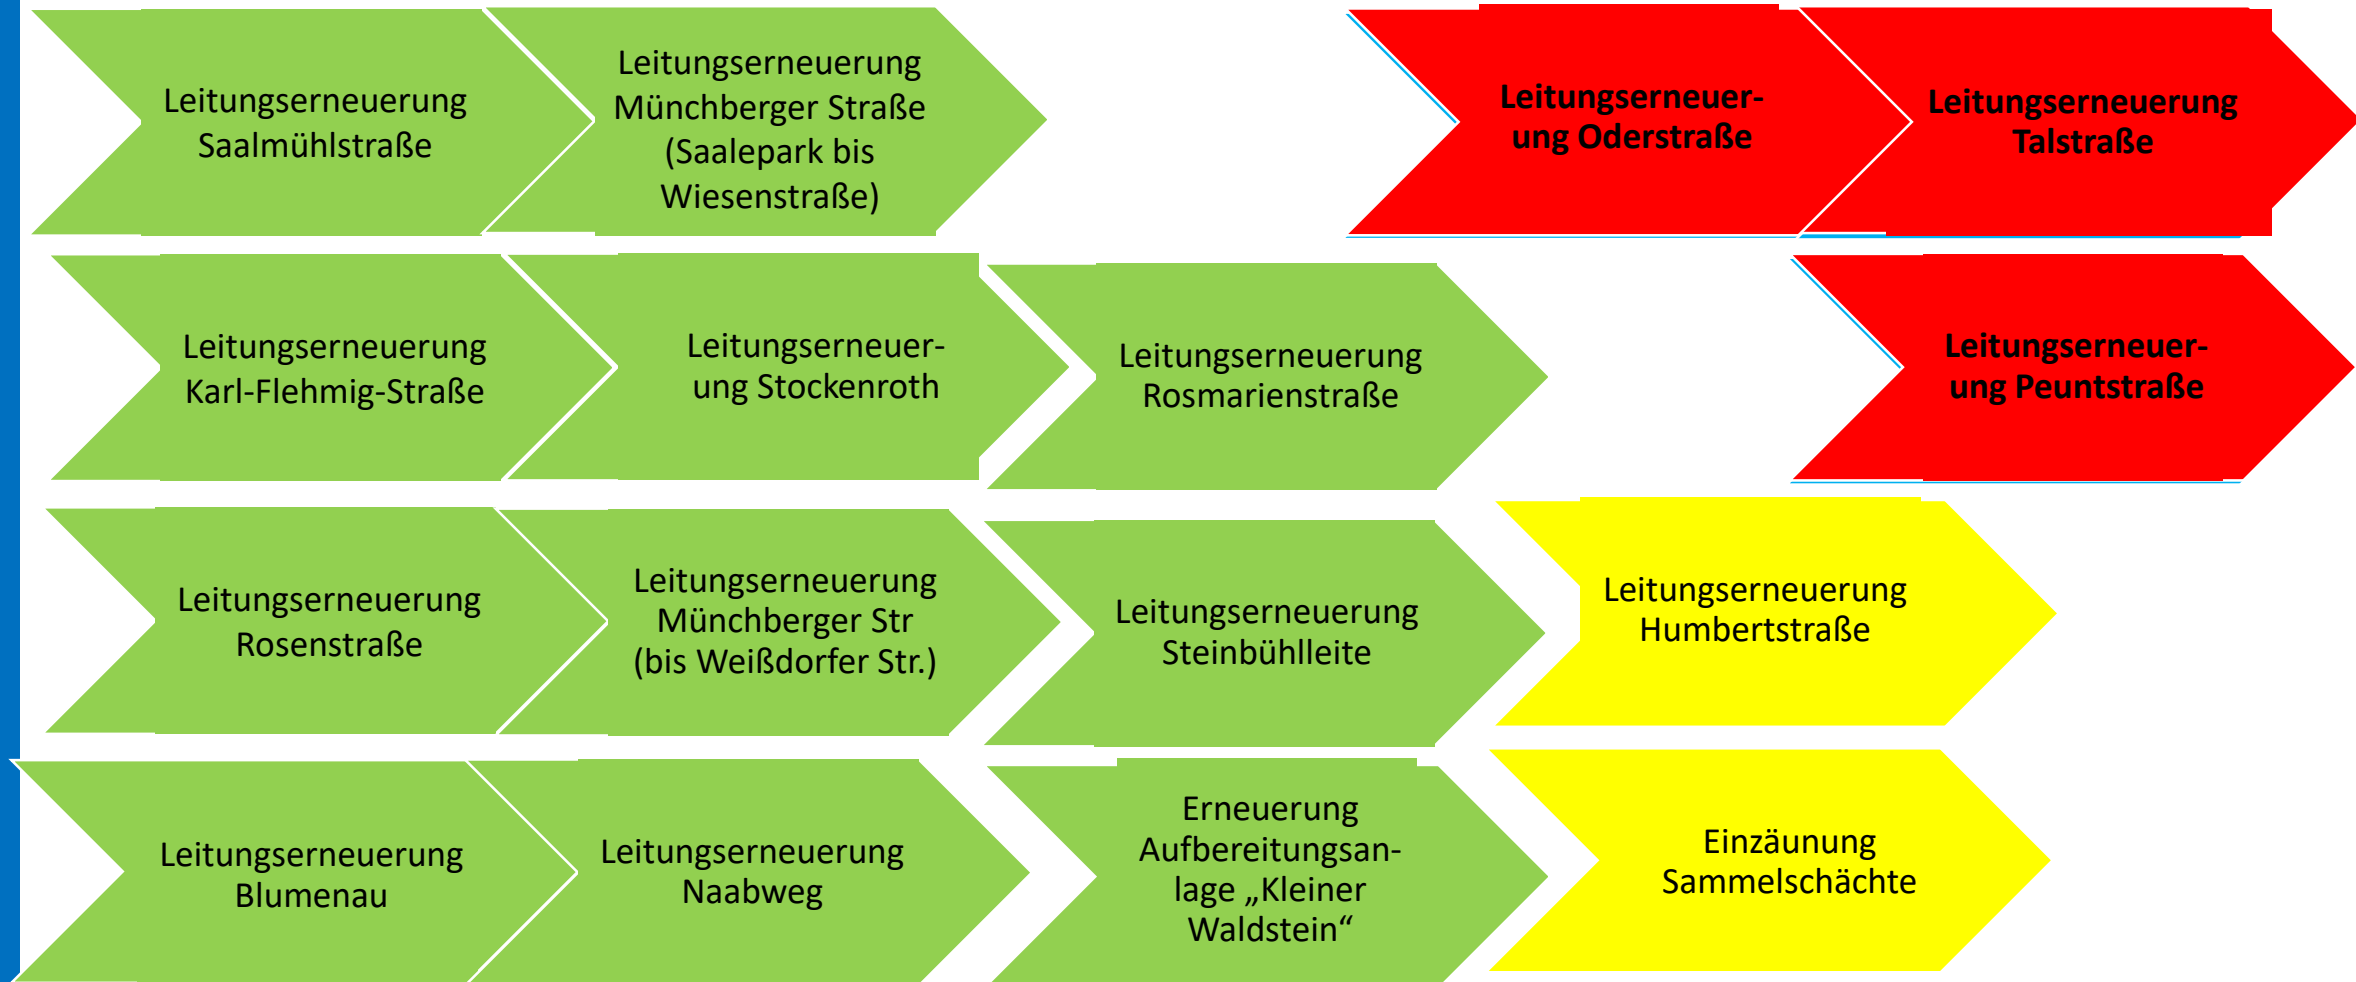 Leitungserneuerung
Saalmühlstraße
Leitungserneuerung
Münchberger Straße
(Saalepark bis
Wiesenstraße)
Leitungserneuer-
ung Oderstraße
Leitungserneuerung
Talstraße
Leitungserneuerung
Karl-Flehmig-Straße
Leitungserneuer-
ung Stockenroth
Leitungserneuerung
Rosmarienstraße
Leitungserneuer-
ung Peuntstraße
Leitungserneuerung
Rosenstraße
Leitungserneuerung
Münchberger Str
(bis Weißdorfer Str.)
Leitungserneuerung
Steinbühlleite
Leitungserneuerung
Humbertstraße
Leitungserneuerung
Blumenau
Leitungserneuerung
Naabweg
Erneuerung
Aufbereitungsan-
lage „Kleiner
Waldstein“
Einzäunung
Sammelschächte